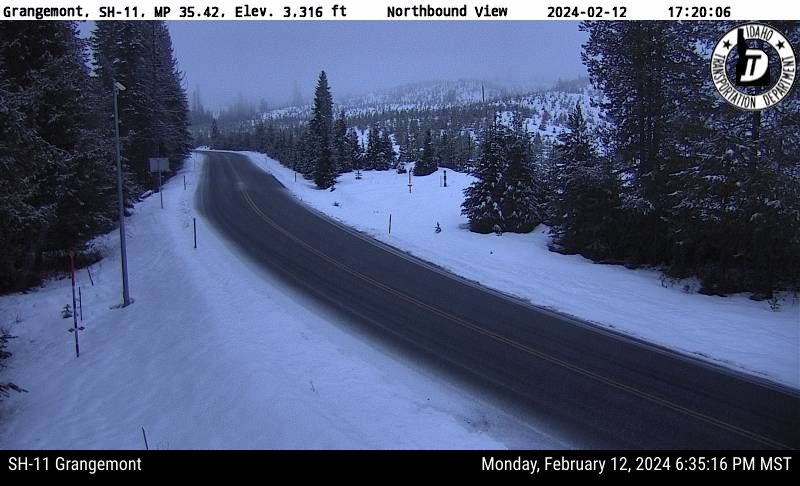 Grangemont, SH-11, MP 35.42, Elev. 3,316 ft Northbound View 2024-02-12 17:20:06
IDAHO
TRANSPORTATION DEPARTMENT
SH-11 Grangemont Monday, February 12, 2024 6:35:16 PM MST